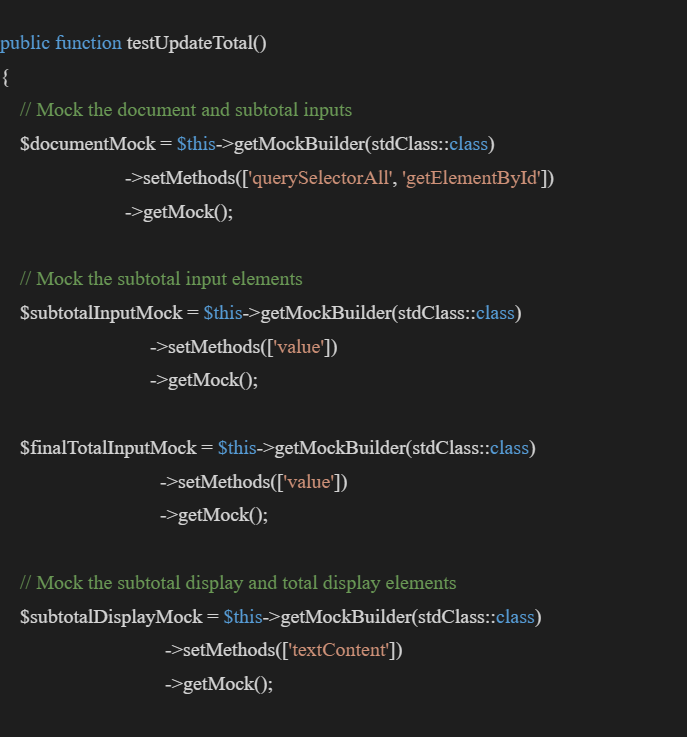 public function testUpdateTotal()
{
    // Mock the document and subtotal inputs
    $documentMock = $this->getMockBuilder(stdClass::class)
                         ->setMethods(['querySelectorAll', 'getElementById'])
                         ->getMock();

    // Mock the subtotal input elements
    $subtotalInputMock = $this->getMockBuilder(stdClass::class)
                              ->setMethods(['value'])
                              ->getMock();

    $finalTotalInputMock = $this->getMockBuilder(stdClass::class)
                                ->setMethods(['value'])
                                ->getMock();

    // Mock the subtotal display and total display elements
    $subtotalDisplayMock = $this->getMockBuilder(stdClass::class)
                                 ->setMethods(['textContent'])
                                 ->getMock();